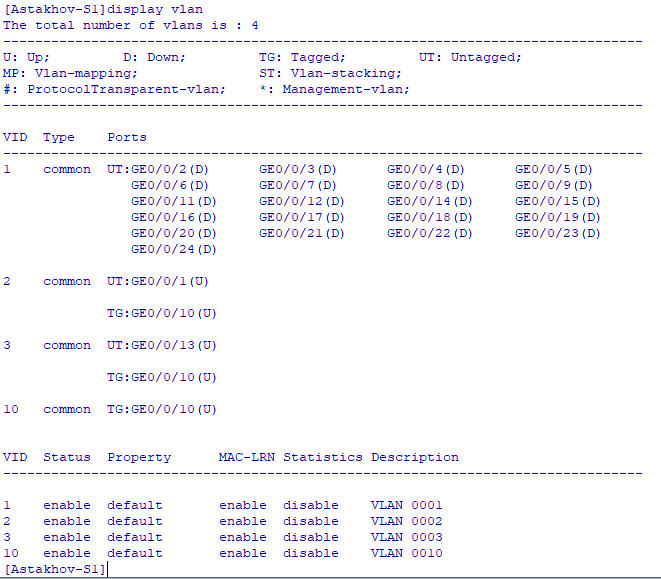 [Astakhov-S1]display vlan
The total number of vlans is : 4
--------------------------------------------------------------------------------
U: Up;         D: Down;         TG: Tagged;         UT: Untagged;
MP: Vlan-mapping;               ST: Vlan-stacking;
#: ProtocolTransparent-vlan;    *: Management-vlan;
--------------------------------------------------------------------------------
VID  Type    Ports
--------------------------------------------------------------------------------
1    common  UT:GE0/0/2(D)      GE0/0/3(D)      GE0/0/4(D)      GE0/0/5(D)
GE0/0/6(D)      GE0/0/7(D)      GE0/0/8(D)      GE0/0/9(D)
GE0/0/11(D)     GE0/0/12(D)     GE0/0/14(D)     GE0/0/15(D)
GE0/0/16(D)     GE0/0/17(D)     GE0/0/18(D)     GE0/0/19(D)
GE0/0/20(D)     GE0/0/21(D)     GE0/0/22(D)     GE0/0/23(D)
GE0/0/24(D)
2    common  UT:GE0/0/1(U)
TG:GE0/0/10(U)
3    common  UT:GE0/0/13(U)
TG:GE0/0/10(U)
10   common  TG:GE0/0/10(U)
VID  Status  Property      MAC-LRN Statistics Description
--------------------------------------------------------------------------------
1    enable  default       enable  disable    VLAN 0001
2    enable  default       enable  disable    VLAN 0002
3    enable  default       enable  disable    VLAN 0003
10   enable  default       enable  disable    VLAN 0010
[Astakhov-S1]